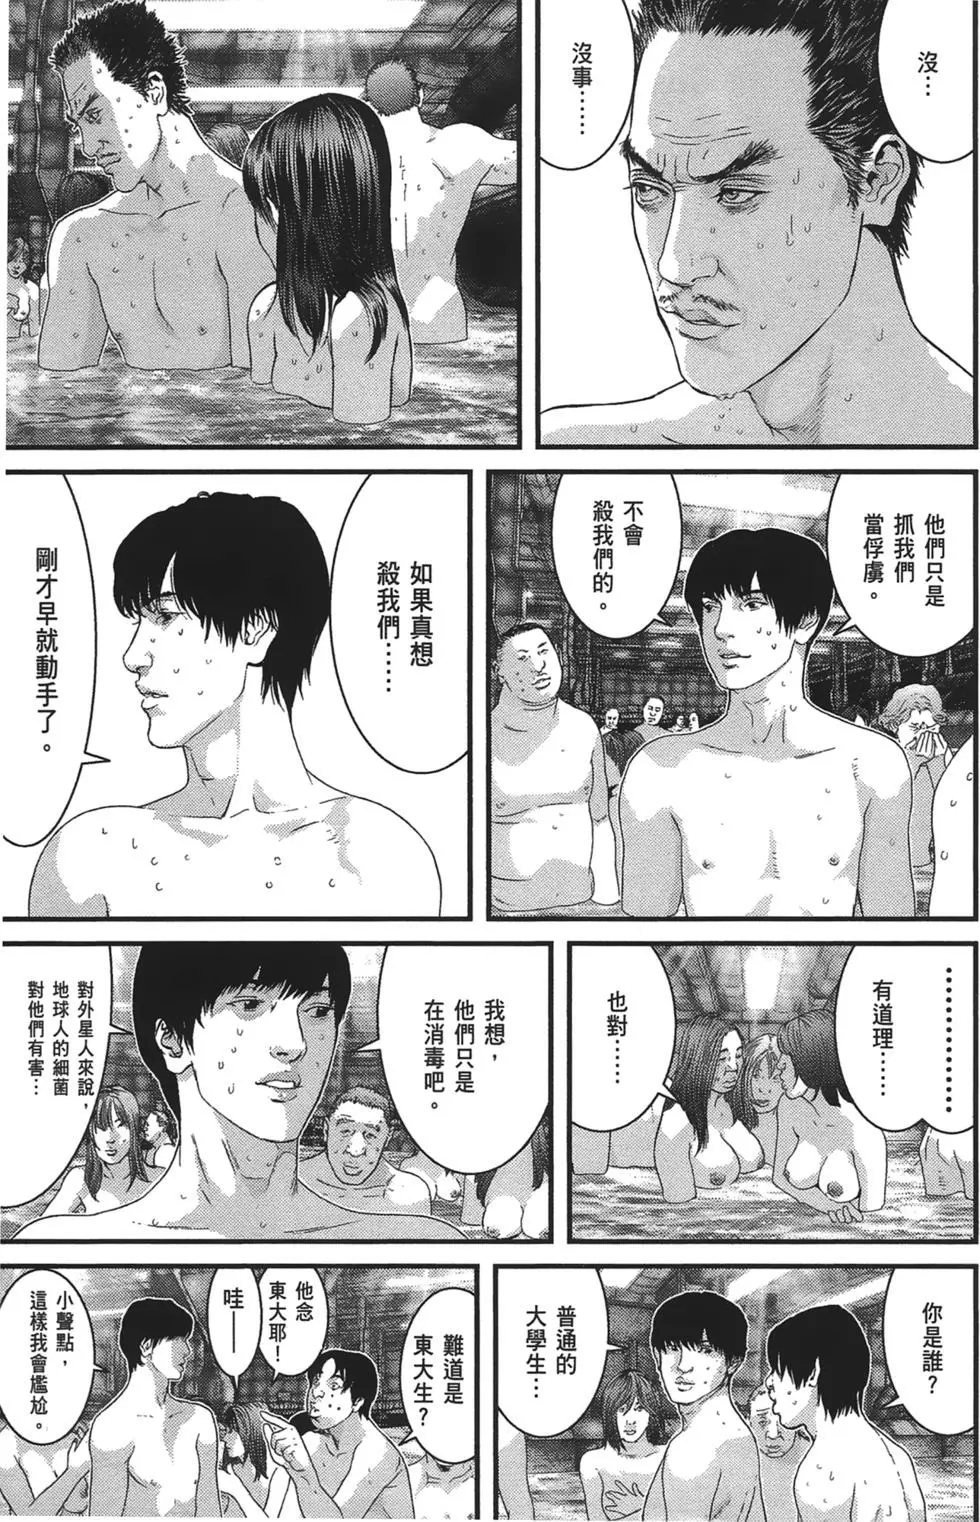 沒…
沒事……
他們只是
抓我們
當俘虜。
不會
殺我們的。
如果真想
殺我們……
剛才早就動手了。
…………
有道理……
也對……
我想，
他們只是
在消毒吧。
對外星人來說，
地球人的細菌
對他們有害…
你是誰？
普通的
大學生…
難道是
東大生？
他念
東大耶！
哇──
小聲點，
這樣我會尷尬。